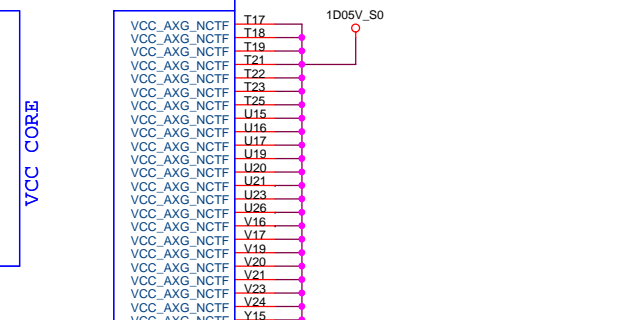 1D05V_S0
VCC CORE
VCC_AXG_NCTF T17
VCC_AXG_NCTF T18
VCC_AXG_NCTF T19
VCC_AXG_NCTF T21
VCC_AXG_NCTF T22
VCC_AXG_NCTF T23
VCC_AXG_NCTF T25
VCC_AXG_NCTF U15
VCC_AXG_NCTF U16
VCC_AXG_NCTF U17
VCC_AXG_NCTF U19
VCC_AXG_NCTF U20
VCC_AXG_NCTF U21
VCC_AXG_NCTF U23
VCC_AXG_NCTF U26
VCC_AXG_NCTF V16
VCC_AXG_NCTF V17
VCC_AXG_NCTF V19
VCC_AXG_NCTF V20
VCC_AXG_NCTF V21
VCC_AXG_NCTF V23
VCC_AXG_NCTF V24
VCC_AXG_NCTF Y15